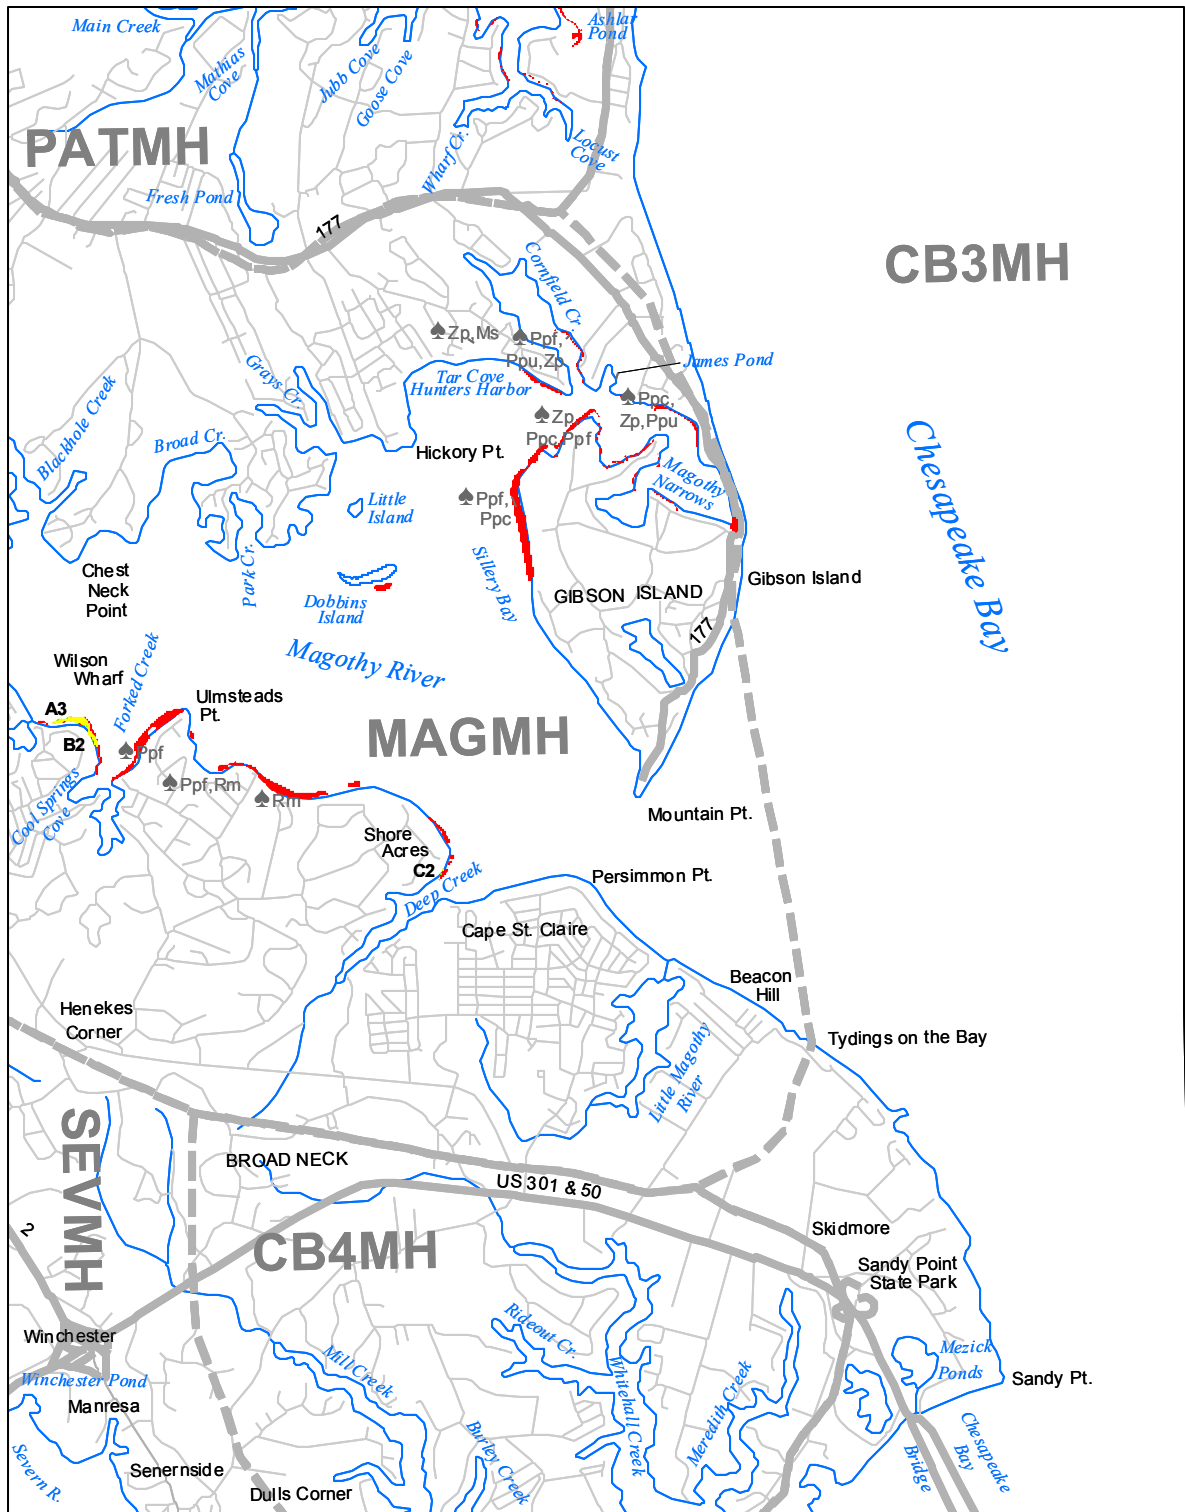 Main Creek
Mathias
Cove
Jubb Cove
Goose Cove
Ashlar
Pond
Wharf Cr.
Locust
Cove
PATMH
Fresh Pond
177
CB3MH
Cornfield Cr.
Zp,Ms
Ppf,
Ppu,Zp
James Pond
Tar Cove
Hunters Harbor
Ppc,
Zp,Ppu
Zp,
Ppc,Ppf
Grays Cr.
Blackhole Creek
Broad Cr.
Hickory Pt.
Magothy
Narrows
Chesapeake Bay
Little
Island
Ppf,
Ppc
Park Cr.
Sillery Bay
Chest
Neck
Point
Dobbins
Island
GIBSON ISLAND
Gibson Island
177
Magothy River
Wilson
Wharf
Forked Creek
Ulmsteads
Pt.
A3
B2
MAGMH
Ppf
Ppf,Rm
Rm
Cool Springs
Cove
Mountain Pt.
Shore
Acres
C2
Deep Creek
Persimmon Pt.
Cape St. Claire
Beacon
Hill
Henekes
Corner
Tydings on the Bay
Little Magothy
River
SEVMH
BROAD NECK
US 301 & 50
2
CB4MH
Skidmore
Sandy Point
State Park
Winchester
Rideout Cr.
Mill Creek
Whitehall Creek
Meredith Creek
Mezick
Ponds
Sandy Pt.
Winchester Pond
Manresa
Severn R.
Burley Creek
Chesapeake
Bay
Bridge
Senernside
Dulls Corner